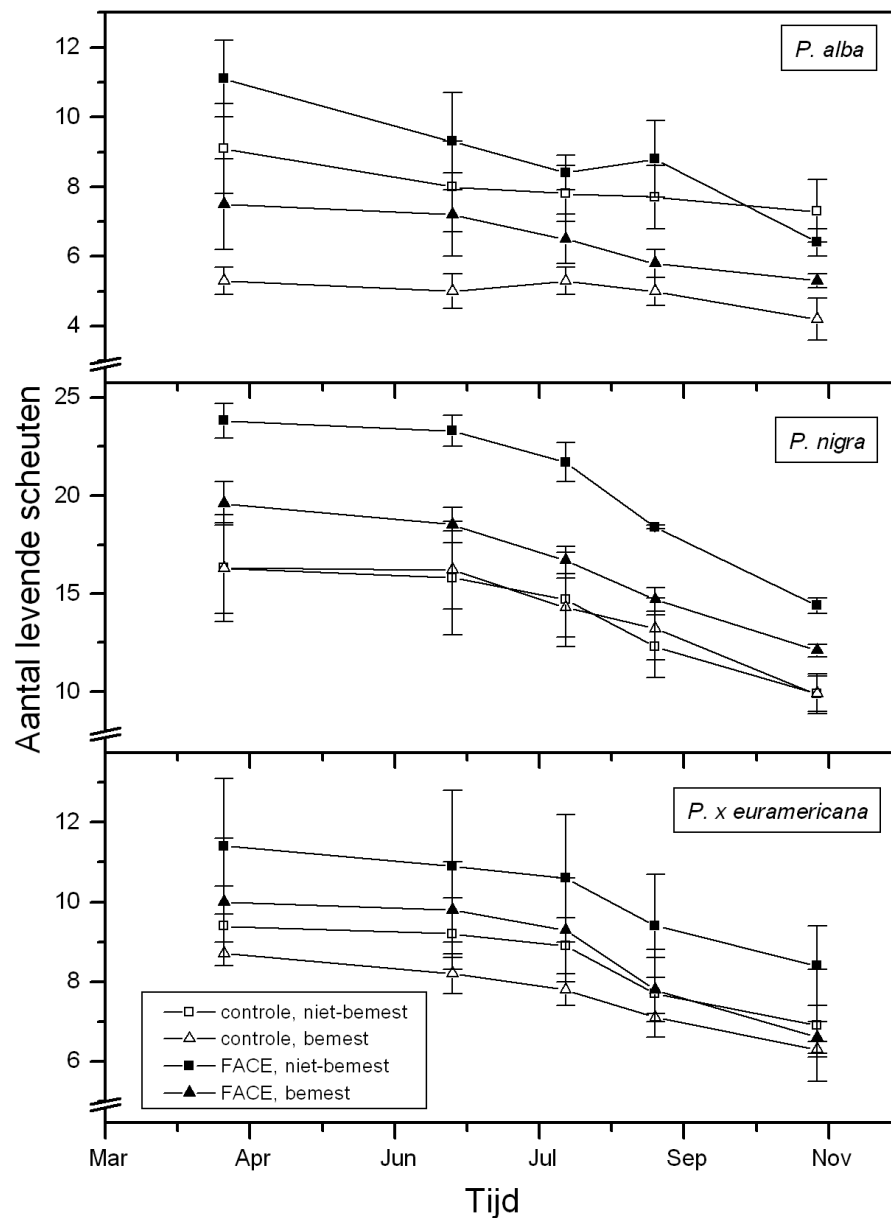 12
P. alba
10
8
6
4
25
P. nigra
20
15
10
Aantal levende scheuten
P. x euramericana
12
10
8
6
controle, niet-bemest
controle, bemest
FACE, niet-bemest
FACE, bemest
Mar Apr Jun Jul Sep Nov
Tijd